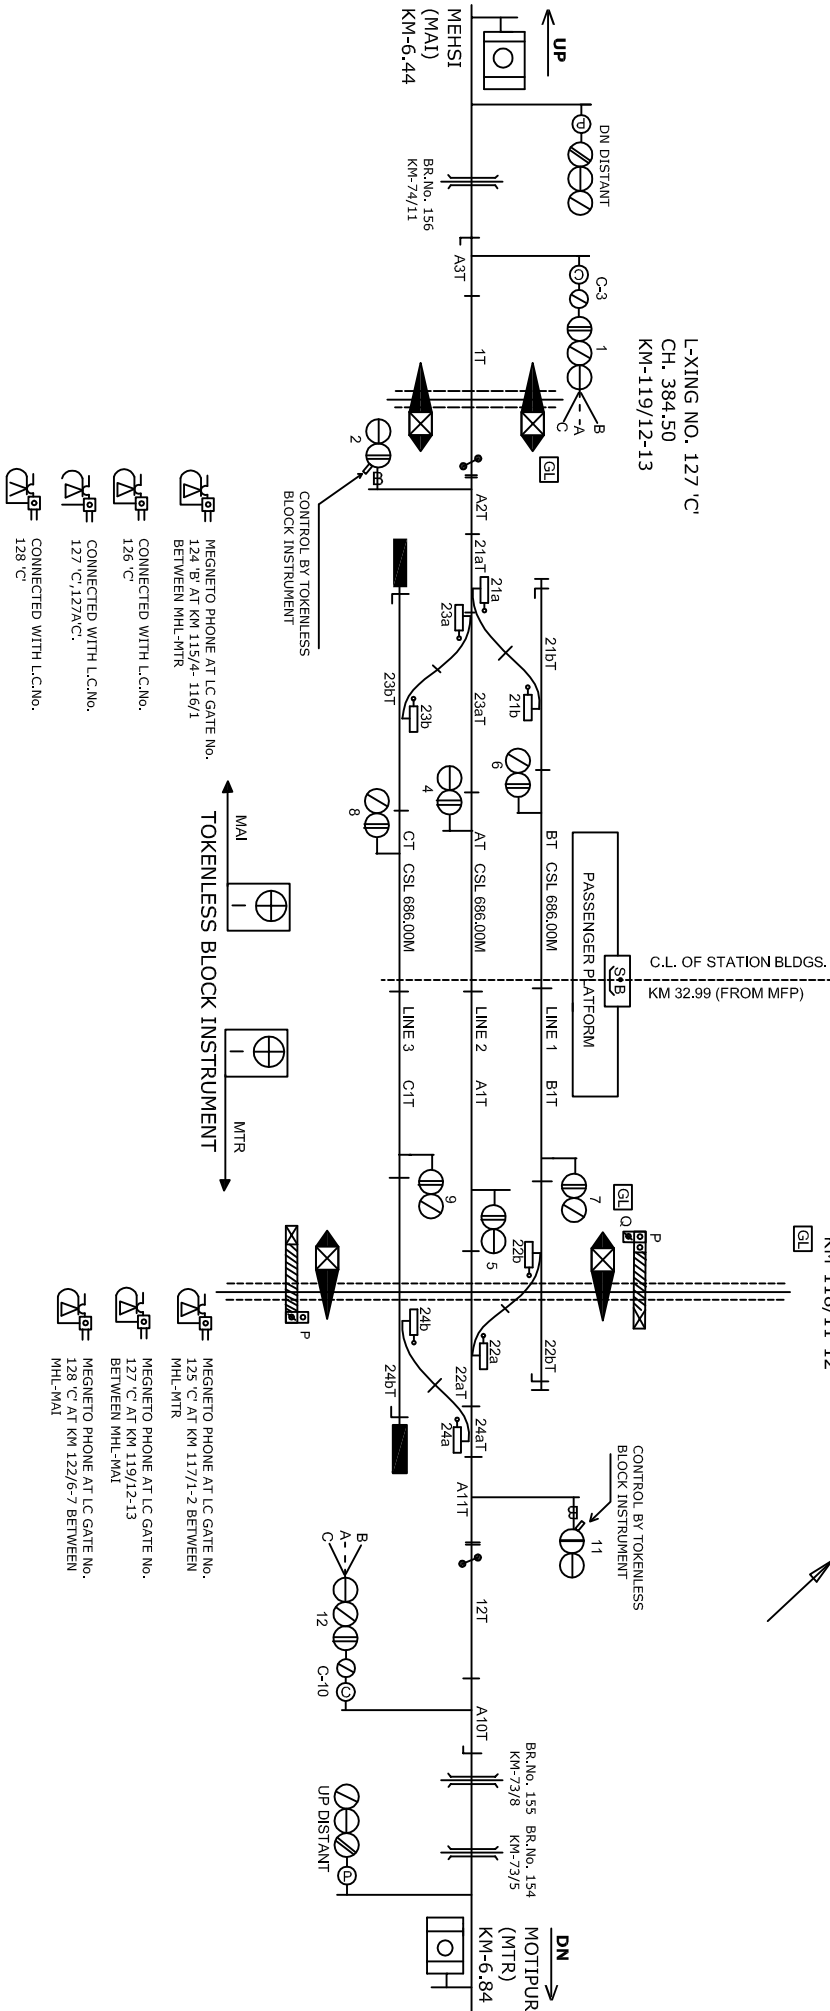 UP
MEHSI
(MAI)
KM-6.44
DN DISTANT
P
BR.No. 156
KM-74/11
A3T
C-3
C
1
B
A
C
1T
L-XING NO. 127 'C'
CH. 384.50
KM-119/12-13
GL
2
B
CONTROL BY TOKENLESS
BLOCK INSTRUMENT
A2T
21aT
21a
23a
21bT
21b
23aT
23bT
23b
6
4
8
BT
CSL 686.00M
AT
CSL 686.00M
CT
CSL 686.00M
PASSENGER PLATFORM
S B
C.L. OF STATION BLDGS.
KM 32.99 (FROM MFP)
LINE 1
LINE 2
LINE 3
B1T
A1T
C1T
7
5
9
GL
Q
P
GL
P
22b
22a
22bT
22aT
24b
24a
24bT
24aT
A11T
B
11
CONTROL BY TOKENLESS
BLOCK INSTRUMENT
12T
B
A
C
12
C-10
C
A10T
BR.No. 155
KM-73/8
BR.No. 154
KM-73/5
UP DISTANT
P
DN
MOTIPUR
(MTR)
KM-6.84
MAI
MTR
TOKENLESS BLOCK INSTRUMENT
MEGNETO PHONE AT LC GATE No.
124 'B' AT KM 115/4- 116/1
BETWEEN MHL-MTR
CONNECTED WITH L.C.No.
126 'C'
CONNECTED WITH L.C.No.
127 'C',127A'C'.
CONNECTED WITH L.C.No.
128 'C'
MEGNETO PHONE AT LC GATE No.
125 'C' AT KM 117/1-2 BETWEEN
MHL-MTR
MEGNETO PHONE AT LC GATE No.
127 'C' AT KM 119/12-13
BETWEEN MHL-MAI
MEGNETO PHONE AT LC GATE No.
128 'C' AT KM 122/6-7 BETWEEN
MHL-MAI